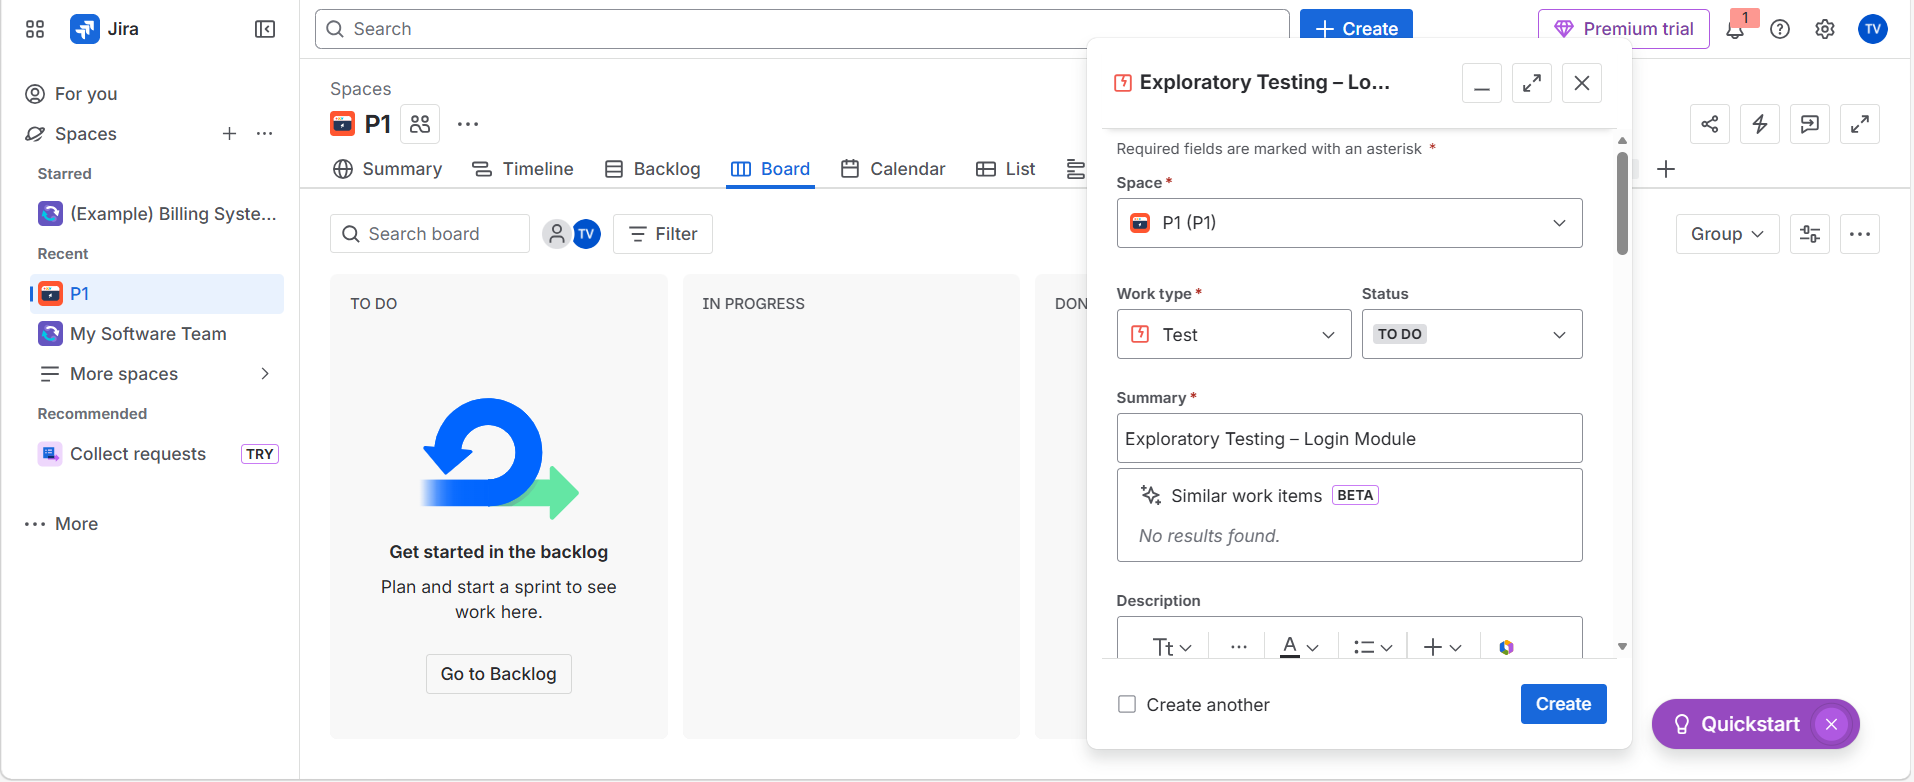 Jira
Search
Create
Premium trial
1
TV
For you
Spaces
Starred
(Example) Billing Syste...
Recent
P1
My Software Team
More spaces
Recommended
Collect requests TRY
More
Spaces
P1
Summary
Timeline
Backlog
Board
Calendar
List
Search board
TV
Filter
Group
TO DO
IN PROGRESS
DON
Get started in the backlog
Plan and start a sprint to see
work here.
Go to Backlog
Exploratory Testing – Lo...
Required fields are marked with an asterisk *
Space *
P1 (P1)
Work type *
Status
Test
TO DO
Summary *
Exploratory Testing – Login Module
Similar work items BETA
No results found.
Description
Tt
A
Create another
Create
Quickstart